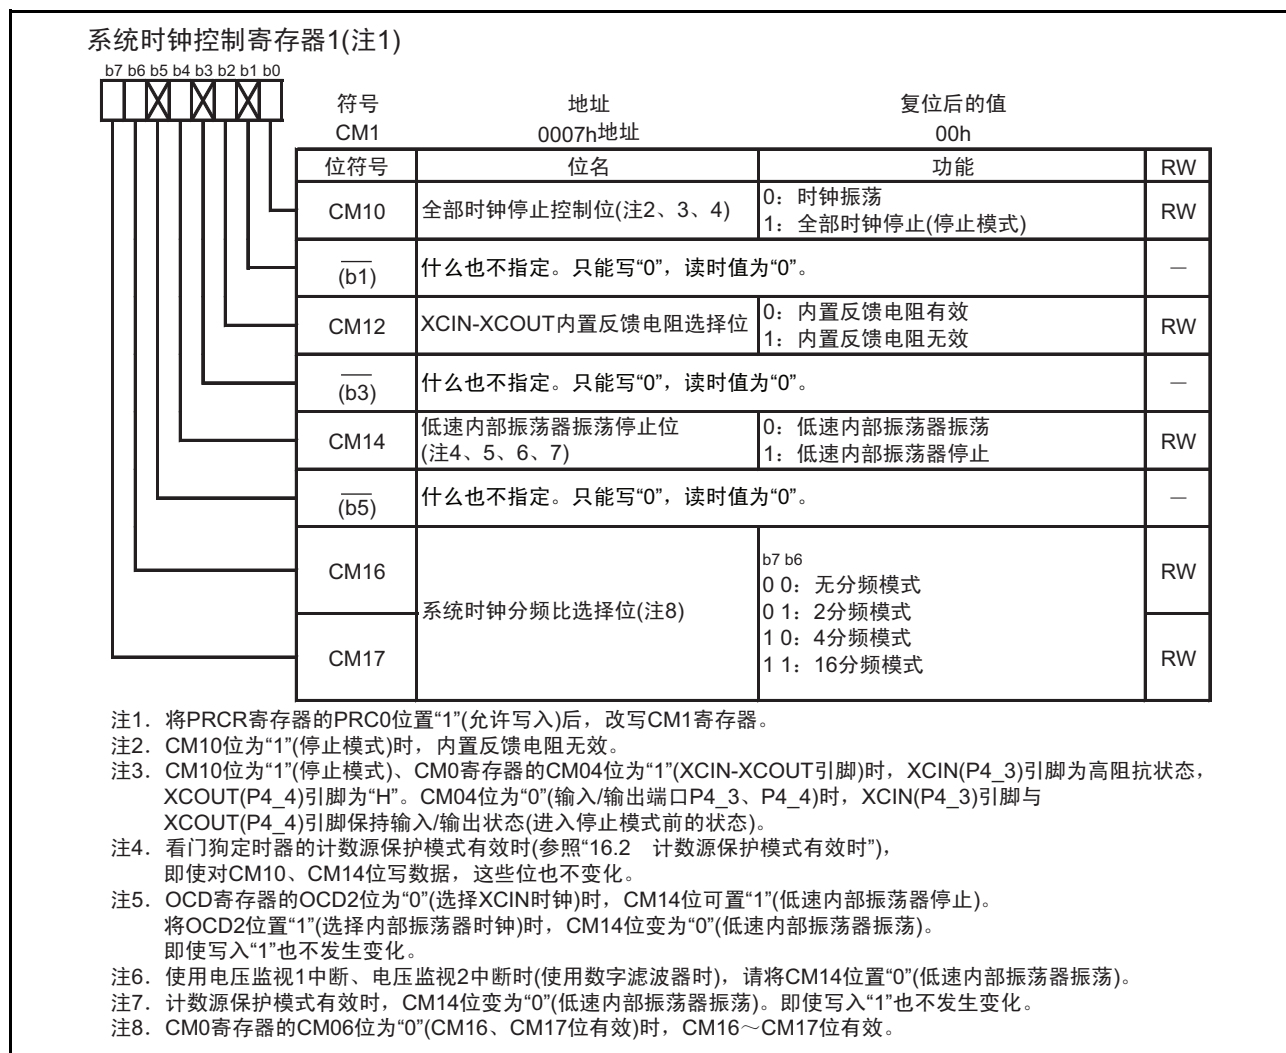 系统时钟控制寄存器1(注1)
b7 b6 b5 b4 b3 b2 b1 b0
符号 地址 复位后的值
CM1 0007h地址 00h
位符号 位名 功能 RW
CM10 全部时钟停止控制位(注2、3、4) 0：时钟振荡 RW
1：全部时钟停止(停止模式)
— (b1) 什么也不指定。只能写“0”，读时值为“0”。 —
CM12 XCIN-XCOUT内置反馈电阻选择位 0：内置反馈电阻有效 RW
1：内置反馈电阻无效
— (b3) 什么也不指定。只能写“0”，读时值为“0”。 —
CM14 低速内部振荡器振荡停止位 0：低速内部振荡器振荡 RW
(注4、5、6、7) 1：低速内部振荡器停止
— (b5) 什么也不指定。只能写“0”，读时值为“0”。 —
CM16 系统时钟分频比选择位(注8) b7 b6 RW
0 0：无分频模式
0 1：2分频模式
1 0：4分频模式
CM17 1 1：16分频模式 RW
注1．将PRCR寄存器的PRC0位置“1”(允许写入)后，改写CM1寄存器。
注2．CM10位为“1”(停止模式)时，内置反馈电阻无效。
注3．CM10位为“1”(停止模式)、CM0寄存器的CM04位为“1”(XCIN-XCOUT引脚)时，XCIN(P4_3)引脚为高阻抗状态，
XCOUT(P4_4)引脚为“H”。CM04位为“0”(输入/输出端口P4_3、P4_4)时，XCIN(P4_3)引脚与
XCOUT(P4_4)引脚保持输入/输出状态(进入停止模式前的状态)。
注4．看门狗定时器的计数源保护模式有效时(参照“16.2　计数源保护模式有效时”)，
即使对CM10、CM14位写数据，这些位也不变化。
注5．OCD寄存器的OCD2位为“0”(选择XCIN时钟)时，CM14位可置“1”(低速内部振荡器停止)。
将OCD2位置“1”(选择内部振荡器时钟)时，CM14位变为“0”(低速内部振荡器振荡)。
即使写入“1”也不发生变化。
注6．使用电压监视1中断、电压监视2中断时(使用数字滤波器时)，请将CM14位置“0”(低速内部振荡器振荡)。
注7．计数源保护模式有效时，CM14位变为“0”(低速内部振荡器振荡)。即使写入“1”也不发生变化。
注8．CM0寄存器的CM06位为“0”(CM16、CM17位有效)时，CM16～CM17位有效。